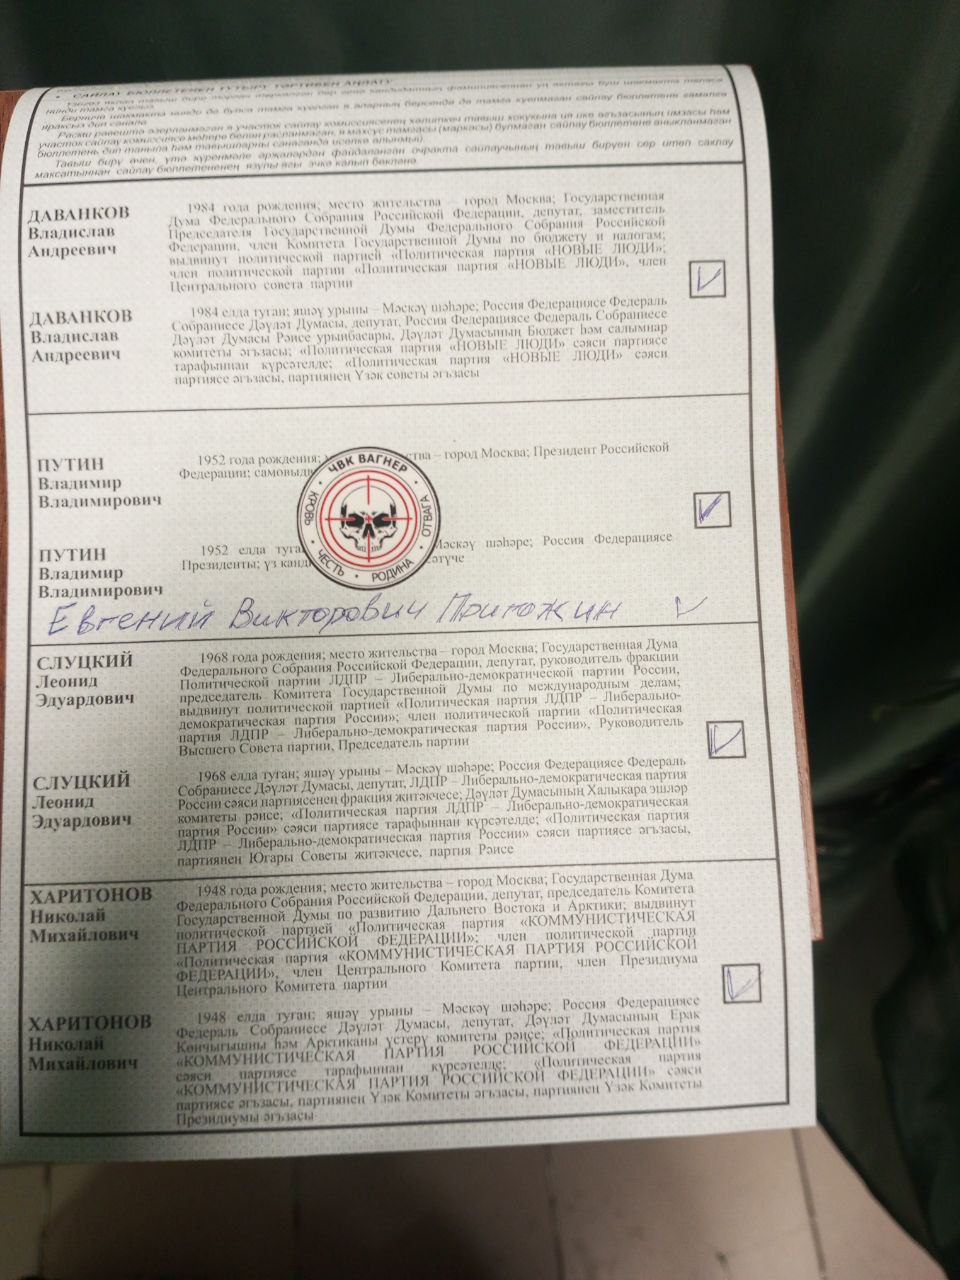 САЙЛАУ БЮЛЛЕТЕНЕН ТУТЫРУ ТӘРТИБЕН АҢЛАТУ
ДАВАНКОВ
Владислав
Андреевич
1984 года рождения; место жительства – город Москва; Государственная
Дума Федерального Собрания Российской Федерации, депутат, заместитель
Председателя Государственной Думы Федерального Собрания Российской
Федерации, член Комитета Государственной Думы по бюджету и налогам;
выдвинут политической партией «Политическая партия «НОВЫЕ ЛЮДИ»;
член политической партии «Политическая партия «НОВЫЕ ЛЮДИ», член
Центрального совета партии
ДАВАНКОВ
Владислав
Андреевич
1984 елда туган; яшәү урыны – Мәскәү шәһәре; Россия Федерациясе Федераль
Собраниесе Дәүләт Думасы, депутат, Россия Федерациясе Федераль Собраниесе
Дәүләт Думасы Рәисе урынбасары, Дәүләт Думасының Бюджет һәм салымнар
комитеты әгъзасы; «Политическая партия «НОВЫЕ ЛЮДИ» сәяси партиясе
тарафыннан күрсәтелде; «Политическая партия «НОВЫЕ ЛЮДИ» сәяси
партиясе әгъзасы, партиянең Үзәк советы әгъзасы
ПУТИН
Владимир
Владимирович
1952 года рождения; – город Москва; Президент Российской
Федерации;
ЧВК ВАГНЕР
КРОВЬ ЧЕСТЬ РОДИНА ОТВАГА
ПУТИН
Владимир
Владимирович
1952 елда Мәскәү шәһәре; Россия Федерациясе
Президенты; үз
Евгений Викторович Пригожин
СЛУЦКИЙ
Леонид
Эдуардович
1968 года рождения; место жительства – город Москва; Государственная Дума
Федерального Собрания Российской Федерации, депутат, руководитель фракции
Политической партии ЛДПР – Либерально-демократической партии России,
председатель Комитета Государственной Думы по международным делам;
выдвинут политической партией «Политическая партия ЛДПР – Либерально-
демократическая партия России»; член политической партии «Политическая
партия ЛДПР – Либерально-демократическая партия России», Руководитель
Высшего Совета партии, Председатель партии
СЛУЦКИЙ
Леонид
Эдуардович
1968 елда туган; яшәү урыны – Мәскәү шәһәре; Россия Федерациясе Федераль
Собраниесе Дәүләт Думасы, депутат, ЛДПР – Либерально-демократическая партия
России сәяси партиясенең фракция җитәкчесе; Дәүләт Думасының Халыкара эшләр
комитеты рәисе; «Политическая партия ЛДПР – Либерально-демократическая
партия России» сәяси партиясе тарафыннан күрсәтелде; «Политическая партия
ЛДПР – Либерально-демократическая партия России» сәяси партиясе әгъзасы,
партиянең Югары Советы җитәкчесе, партия Рәисе
ХАРИТОНОВ
Николай
Михайлович
1948 года рождения; место жительства – город Москва; Государственная Дума
Федерального Собрания Российской Федерации, депутат, председатель Комитета
Государственной Думы по развитию Дальнего Востока и Арктики; выдвинут
политической партией «Политическая партия «КОММУНИСТИЧЕСКАЯ
ПАРТИЯ РОССИЙСКОЙ ФЕДЕРАЦИИ»; член политической партии
«Политическая партия «КОММУНИСТИЧЕСКАЯ ПАРТИЯ РОССИЙСКОЙ
ФЕДЕРАЦИИ», член Центрального Комитета партии, член Президиума
Центрального Комитета партии
ХАРИТОНОВ
Николай
Михайлович
1948 елда туган; яшәү урыны – Мәскәү шәһәре; Россия Федерациясе
Федераль Собраниесе Дәүләт Думасы, депутат, Дәүләт Думасының Ерак
Көнчыгышны һәм Арктиканы үстерү комитеты рәисе; «Политическая партия
«КОММУНИСТИЧЕСКАЯ ПАРТИЯ РОССИЙСКОЙ ФЕДЕРАЦИИ»
сәяси партиясе тарафыннан күрсәтелде; «Политическая партия
«КОММУНИСТИЧЕСКАЯ ПАРТИЯ РОССИЙСКОЙ ФЕДЕРАЦИИ» сәяси
партиясе әгъзасы, партиянең Үзәк Комитеты әгъзасы, партиянең Үзәк Комитеты
Президиумы әгъзасы